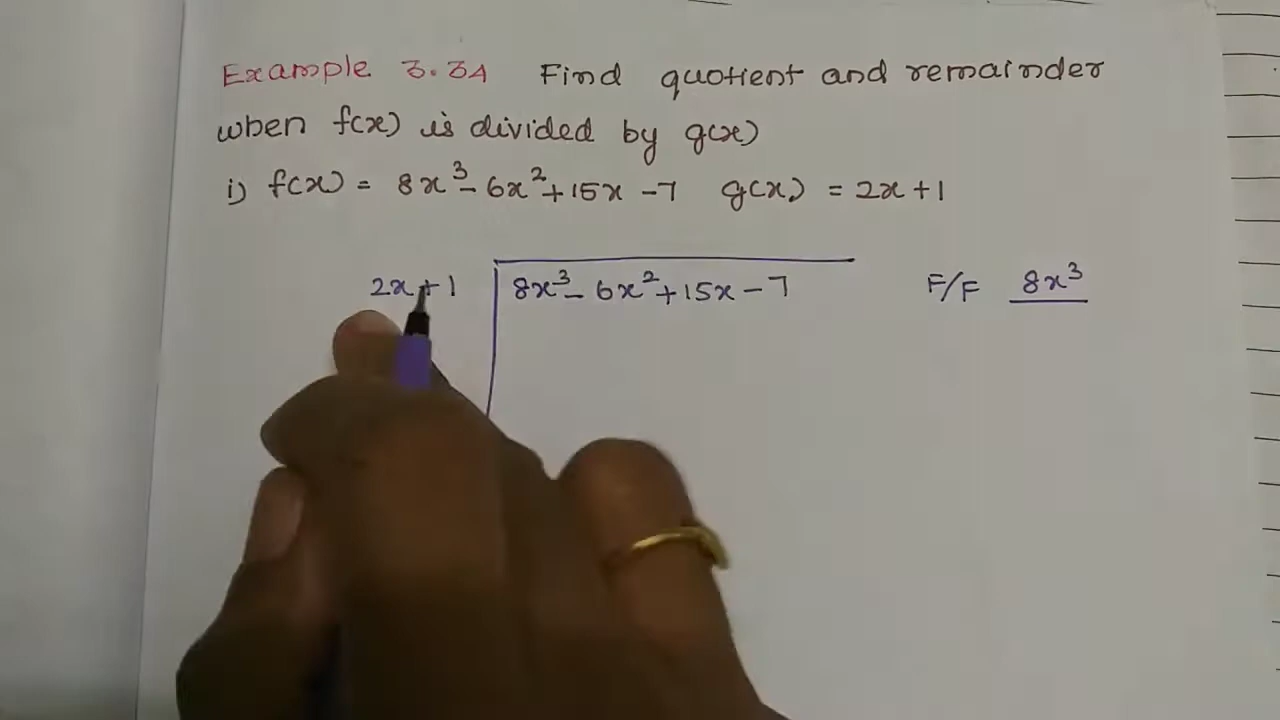 Example 3.34 Find quotient and remainder
when f(x) is divided by g(x)
i) f(x) = 8x³ - 6x² + 15x - 7 g(x) = 2x + 1
2x + 1 8x³ - 6x² + 15x - 7 F/F 8x³